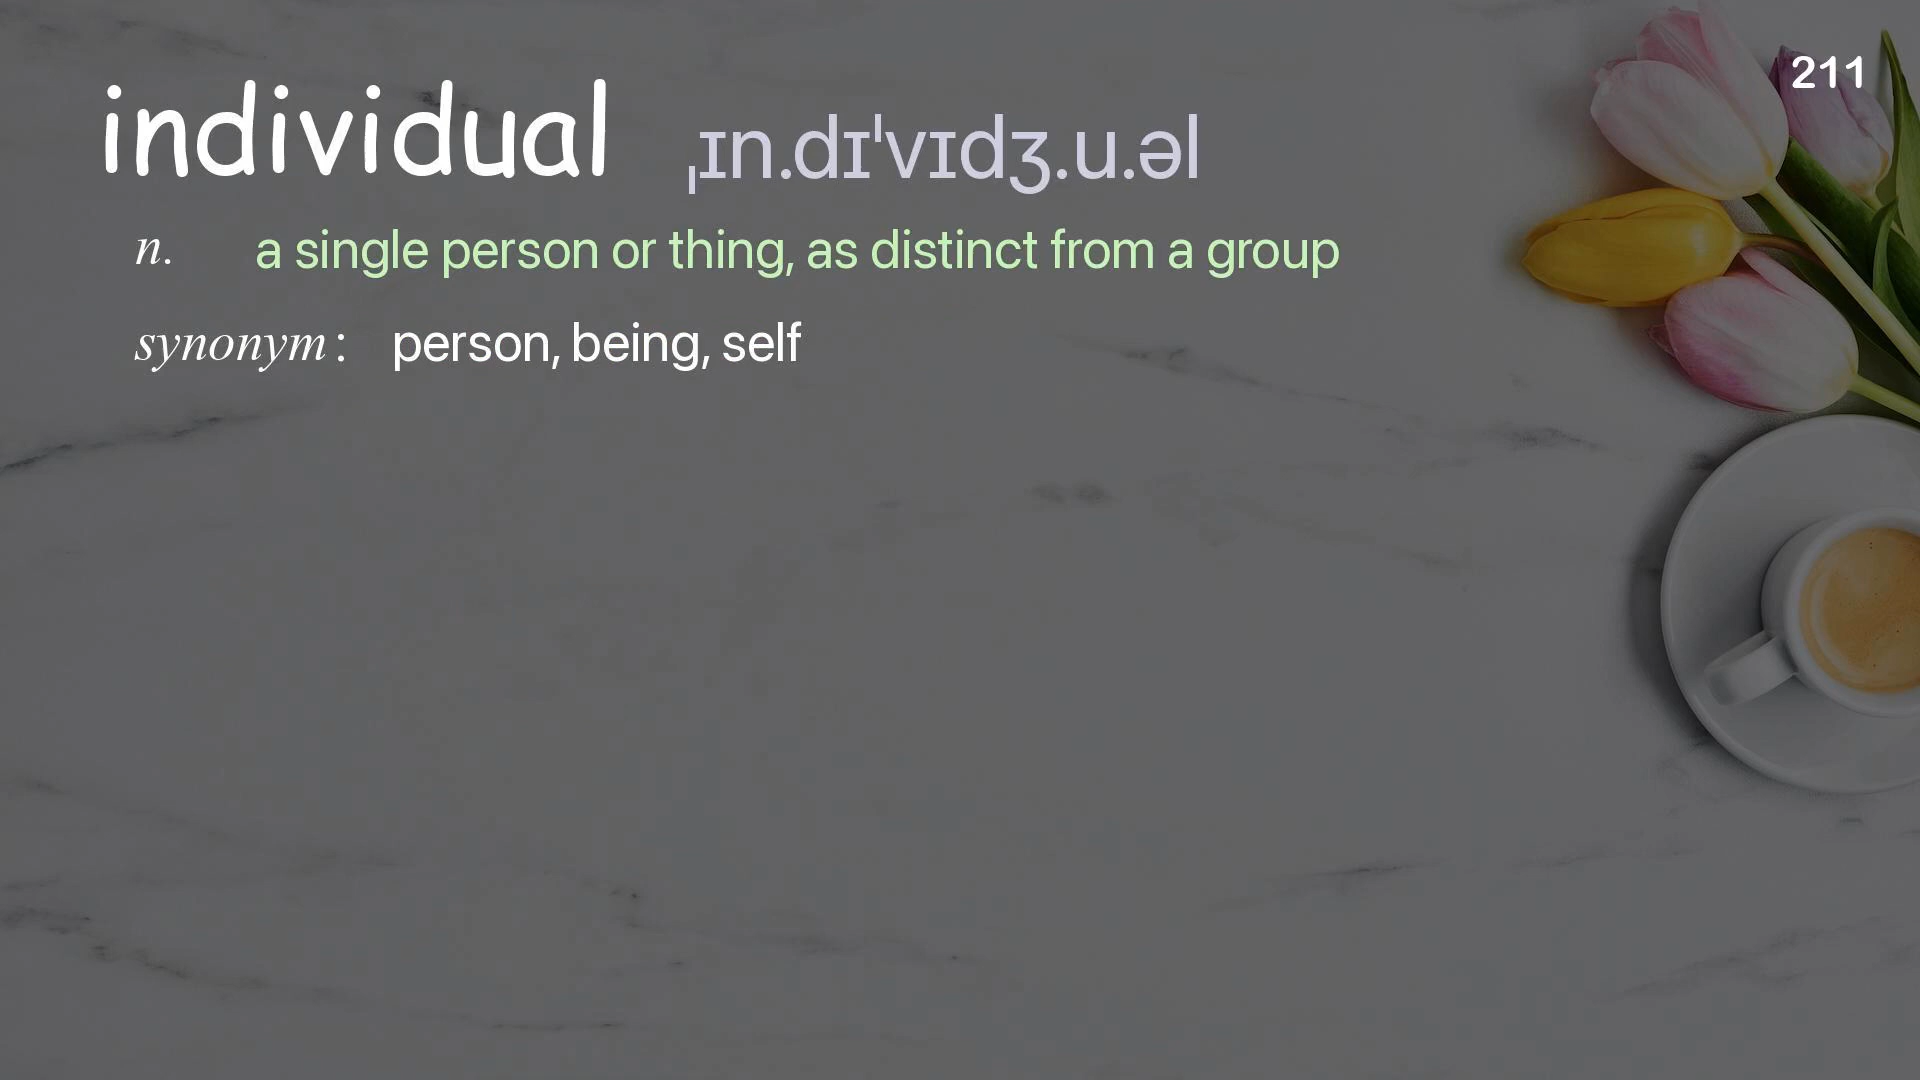 211
individual ˌɪn.dɪˈvɪdʒ.u.əl
n. a single person or thing, as distinct from a group
synonym: person, being, self